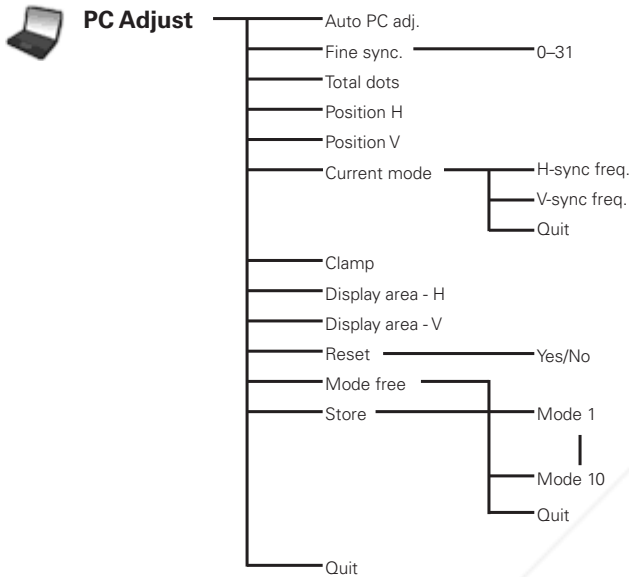 PC Adjust
Auto PC adj.
Fine sync.
0–31
Total dots
Position H
Position V
Current mode
H-sync freq.
V-sync freq.
Quit
Clamp
Display area - H
Display area - V
Reset
Yes/No
Mode free
Store
Mode 1
Mode 10
Quit
Quit